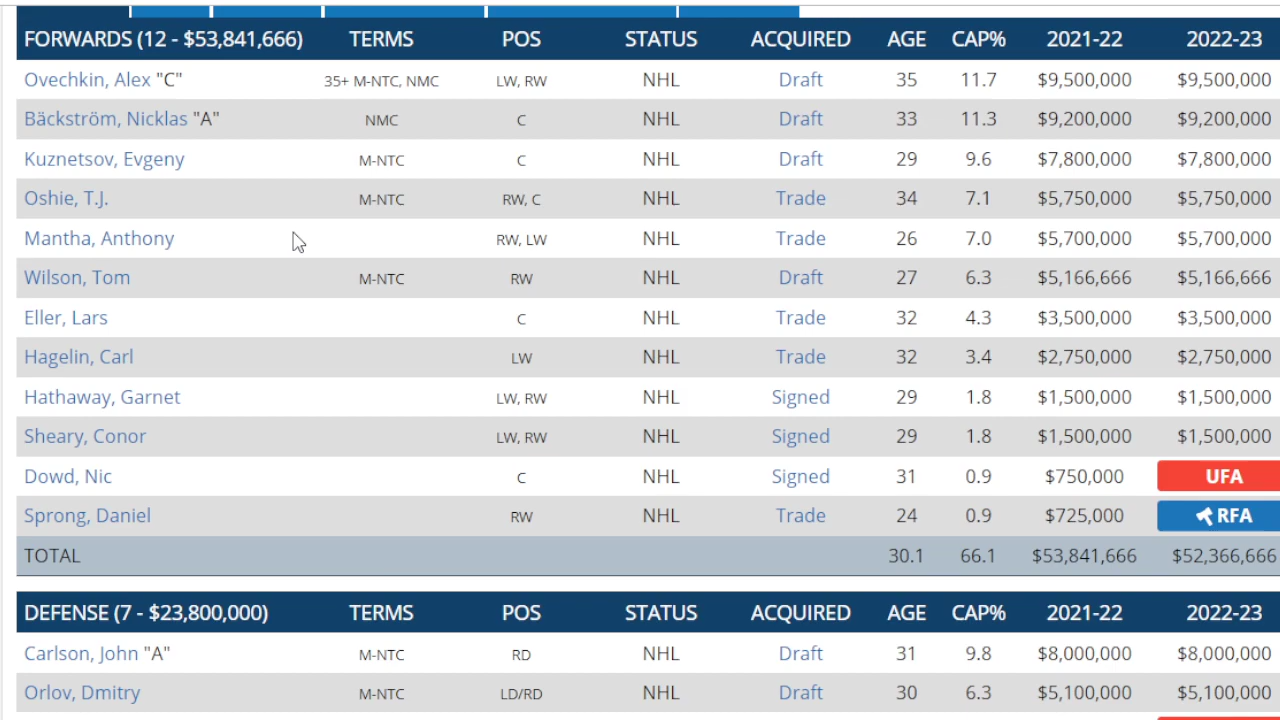 FORWARDS (12 - $53,841,666) TERMS POS STATUS ACQUIRED AGE CAP% 2021-22 2022-23
Ovechkin, Alex "C" 35+ M-NTC, NMC LW, RW NHL Draft 35 11.7 $9,500,000 $9,500,000
Bäckström, Nicklas "A" NMC C NHL Draft 33 11.3 $9,200,000 $9,200,000
Kuznetsov, Evgeny M-NTC C NHL Draft 29 9.6 $7,800,000 $7,800,000
Oshie, T.J. M-NTC RW, C NHL Trade 34 7.1 $5,750,000 $5,750,000
Mantha, Anthony RW, LW NHL Trade 26 7.0 $5,700,000 $5,700,000
Wilson, Tom M-NTC RW NHL Draft 27 6.3 $5,166,666 $5,166,666
Eller, Lars C NHL Trade 32 4.3 $3,500,000 $3,500,000
Hagelin, Carl LW NHL Trade 32 3.4 $2,750,000 $2,750,000
Hathaway, Garnet LW, RW NHL Signed 29 1.8 $1,500,000 $1,500,000
Sheary, Conor LW, RW NHL Signed 29 1.8 $1,500,000 $1,500,000
Dowd, Nic C NHL Signed 31 0.9 $750,000 UFA
Sprong, Daniel RW NHL Trade 24 0.9 $725,000 RFA
TOTAL 30.1 66.1 $53,841,666 $52,366,666
DEFENSE (7 - $23,800,000) TERMS POS STATUS ACQUIRED AGE CAP% 2021-22 2022-23
Carlson, John "A" M-NTC RD NHL Draft 31 9.8 $8,000,000 $8,000,000
Orlov, Dmitry M-NTC LD/RD NHL Draft 30 6.3 $5,100,000 $5,100,000